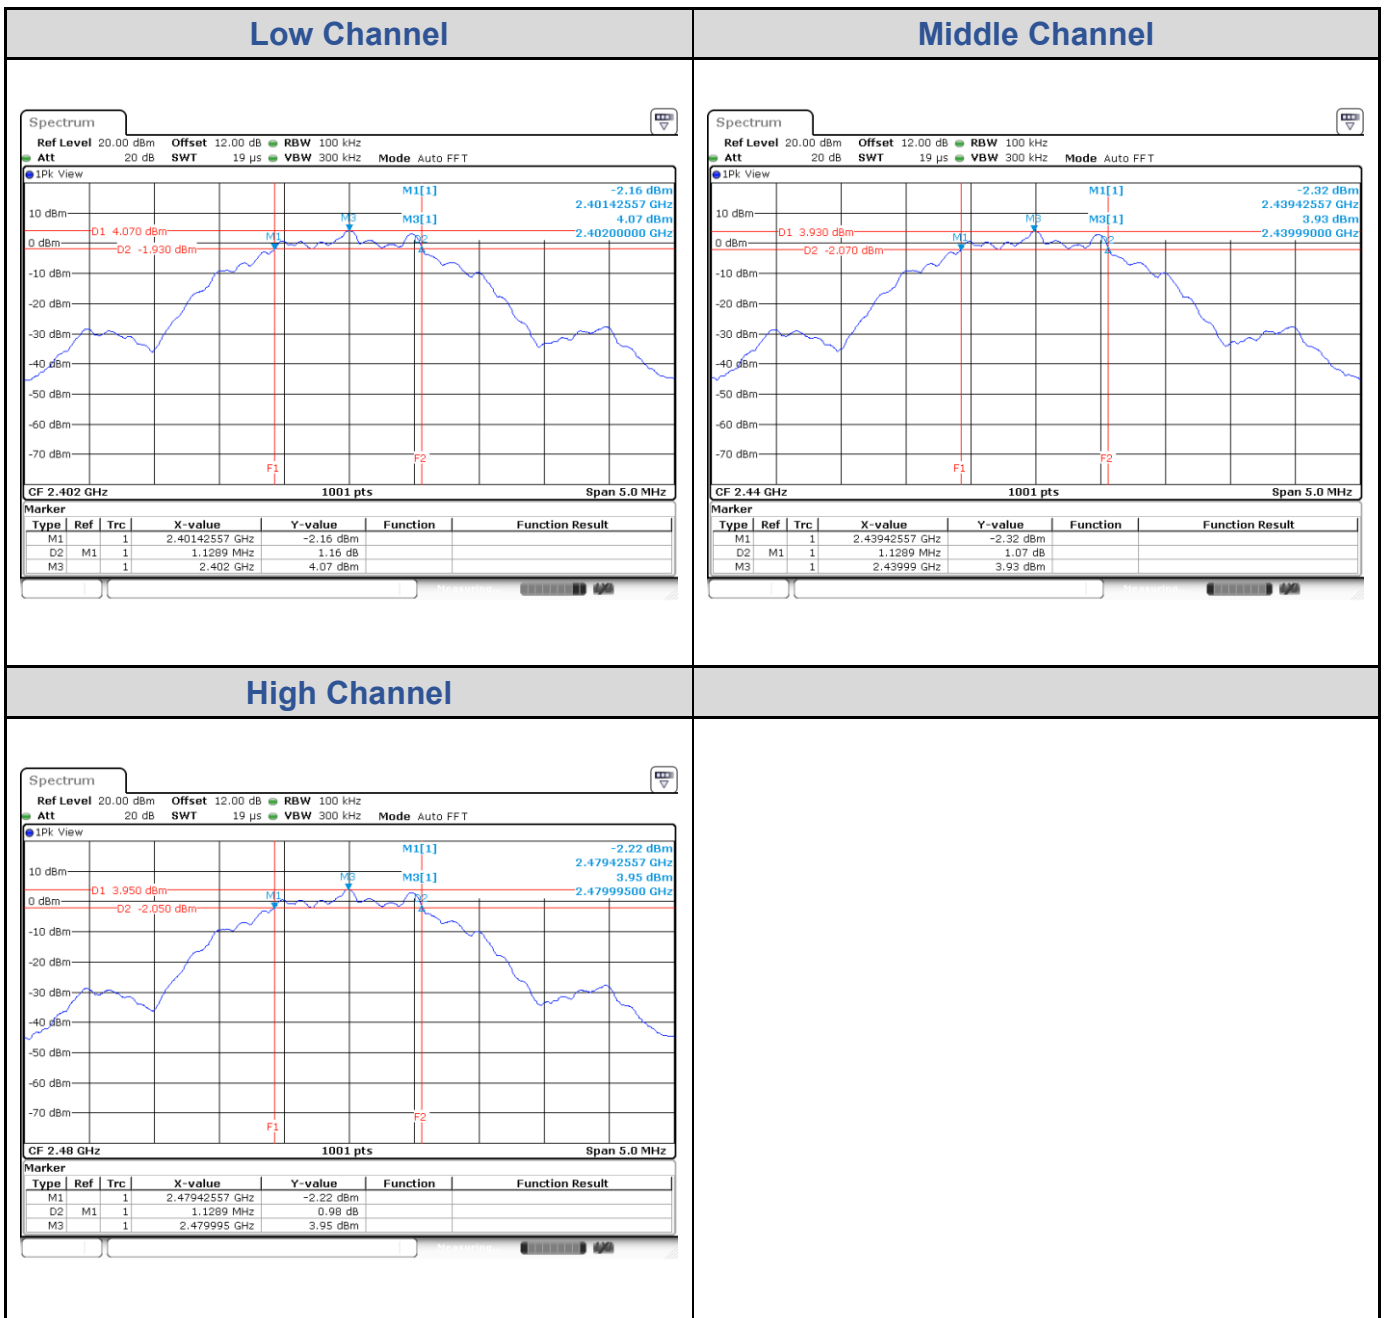 Low Channel
Middle Channel
Spectrum
Ref Level 20.00 dBm Offset 12.00 dB RBW 100 kHz
Att 20 dB SWT 19 µs VBW 300 kHz Mode Auto FFT
1Pk View
M1[1] -2.16 dBm
2.40142557 GHz
M3[1] 4.07 dBm
2.40200000 GHz
10 dBm
D1 4.070 dBm
0 dBm
D2 -1.930 dBm
-10 dBm
-20 dBm
-30 dBm
-40 dBm
-50 dBm
-60 dBm
-70 dBm
M1
M3
D2
F1
F2
CF 2.402 GHz 1001 pts Span 5.0 MHz
Marker
Type Ref Trc X-value Y-value Function Function Result
M1 1 2.40142557 GHz -2.16 dBm
D2 M1 1 1.1289 MHz 1.16 dB
M3 1 2.402 GHz 4.07 dBm
Measuring...
Spectrum
Ref Level 20.00 dBm Offset 12.00 dB RBW 100 kHz
Att 20 dB SWT 19 µs VBW 300 kHz Mode Auto FFT
1Pk View
M1[1] -2.32 dBm
2.43942557 GHz
M3[1] 3.93 dBm
2.43999000 GHz
10 dBm
D1 3.930 dBm
0 dBm
D2 -2.070 dBm
-10 dBm
-20 dBm
-30 dBm
-40 dBm
-50 dBm
-60 dBm
-70 dBm
M1
M3
D2
F1
F2
CF 2.44 GHz 1001 pts Span 5.0 MHz
Marker
Type Ref Trc X-value Y-value Function Function Result
M1 1 2.43942557 GHz -2.32 dBm
D2 M1 1 1.1289 MHz 1.07 dB
M3 1 2.43999 GHz 3.93 dBm
Measuring...
High Channel
Spectrum
Ref Level 20.00 dBm Offset 12.00 dB RBW 100 kHz
Att 20 dB SWT 19 µs VBW 300 kHz Mode Auto FFT
1Pk View
M1[1] -2.22 dBm
2.47942557 GHz
M3[1] 3.95 dBm
2.47999500 GHz
10 dBm
D1 3.950 dBm
0 dBm
D2 -2.050 dBm
-10 dBm
-20 dBm
-30 dBm
-40 dBm
-50 dBm
-60 dBm
-70 dBm
M1
M3
D2
F1
F2
CF 2.48 GHz 1001 pts Span 5.0 MHz
Marker
Type Ref Trc X-value Y-value Function Function Result
M1 1 2.47942557 GHz -2.22 dBm
D2 M1 1 1.1289 MHz 0.98 dB
M3 1 2.479995 GHz 3.95 dBm
Measuring...